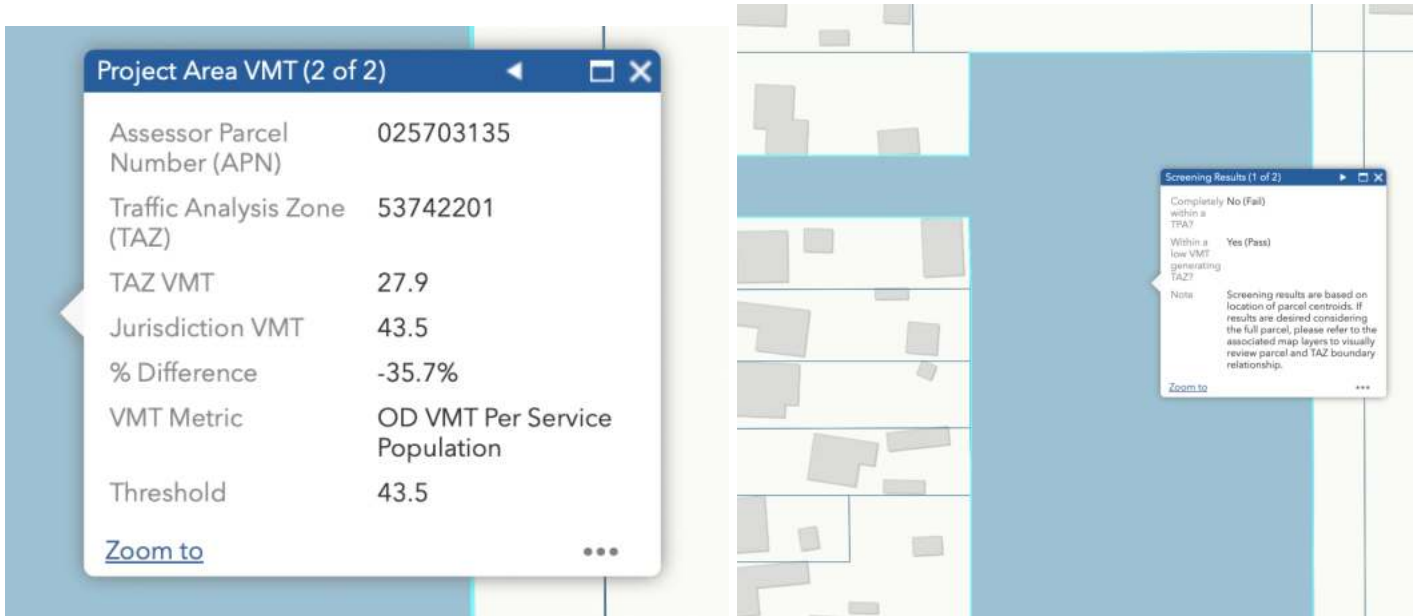 Project Area VMT (2 of 2)
Assessor Parcel 025703135
Number (APN)
Traffic Analysis Zone 53742201
(TAZ)
TAZ VMT 27.9
Jurisdiction VMT 43.5
% Difference -35.7%
VMT Metric OD VMT Per Service
Population
Threshold 43.5
Zoom to
Screening Results (1 of 2)
Completely No (Fail)
within a
TPA?
Within a Yes (Pass)
low VMT
generating
TAZ?
Note Screening results are based on
location of parcel centroids. If
results are desired considering
the full parcel, please refer to the
associated map layers to visually
review parcel and TAZ boundary
relationship.
Zoom to